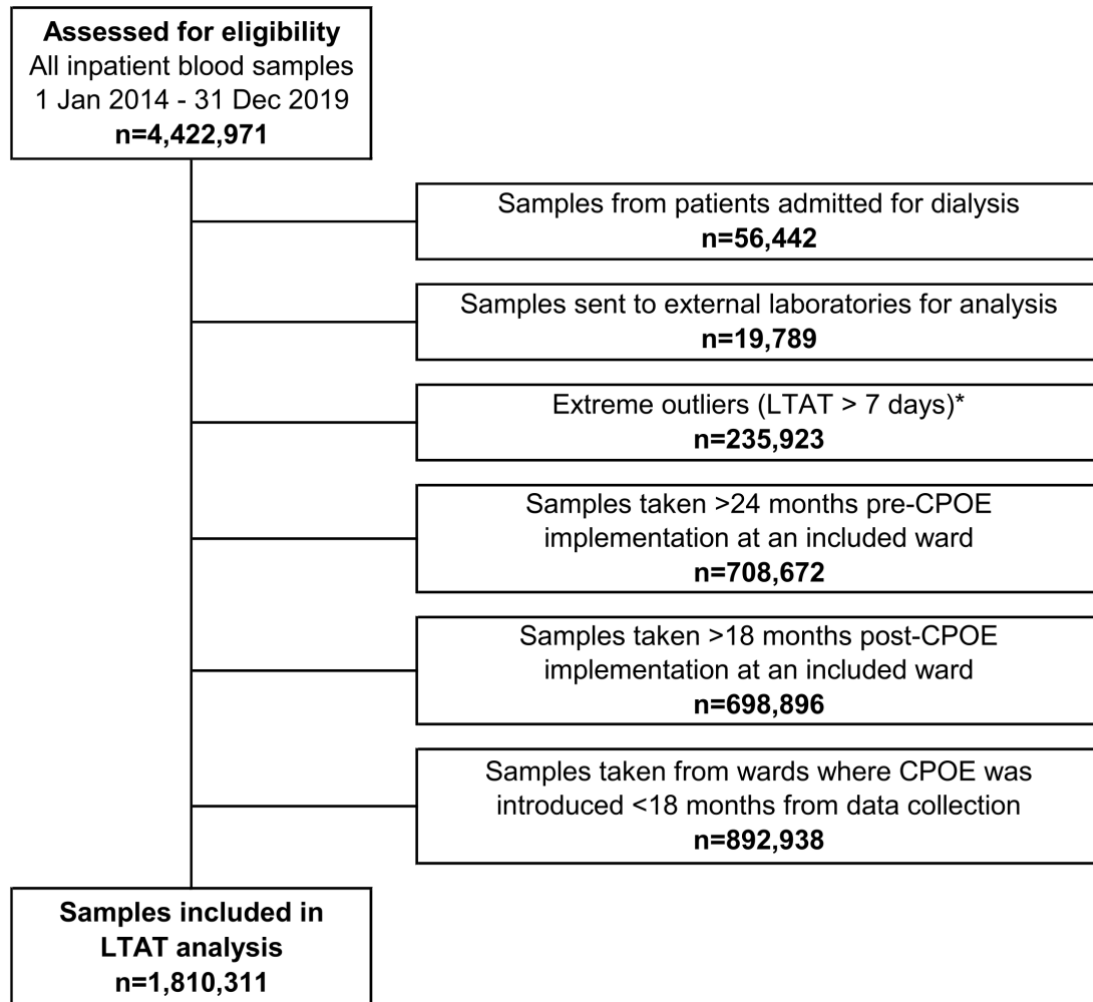 Assessed for eligibility
All inpatient blood samples
1 Jan 2014 - 31 Dec 2019
n=4,422,971
Samples from patients admitted for dialysis
n=56,442
Samples sent to external laboratories for analysis
n=19,789
Extreme outliers (LTAT > 7 days)*
n=235,923
Samples taken >24 months pre-CPOE
implementation at an included ward
n=708,672
Samples taken >18 months post-CPOE
implementation at an included ward
n=698,896
Samples taken from wards where CPOE was
introduced <18 months from data collection
n=892,938
Samples included in
LTAT analysis
n=1,810,311